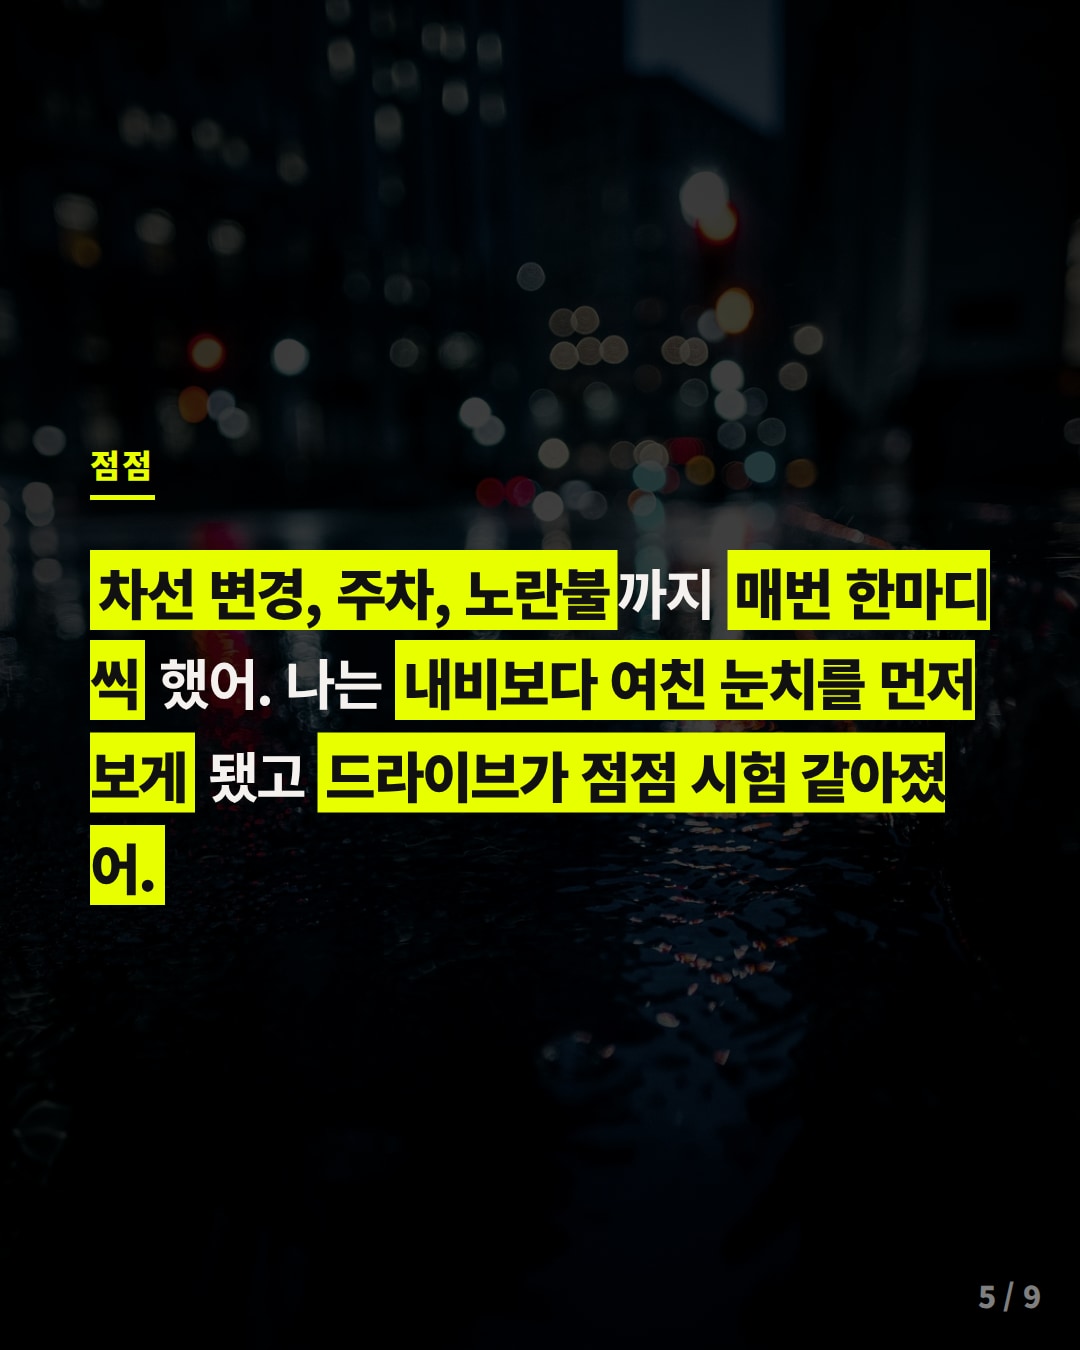 점점
차선 변경, 주차, 노란불까지 매번 한마디
씩 했어. 나는 내비보다 여친 눈치를 먼저
보게 됐고 드라이브가 점점 시험 같아졌
어.
5 / 9